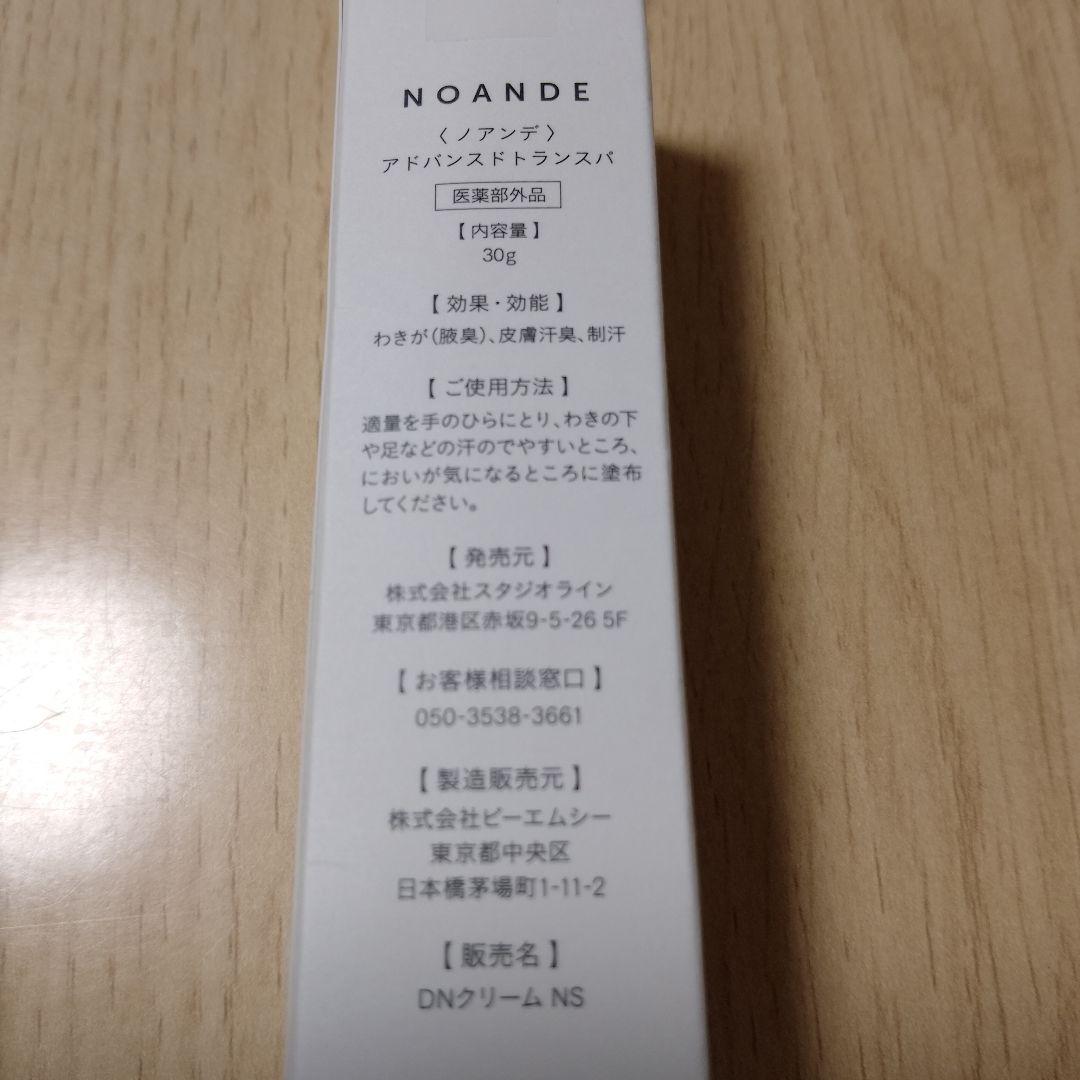 NOANDE
〈ノアンデ〉
アドバンスドトランスパ
医薬部外品
【内容量】
30g
【効果・効能】
わきが(腋臭)、皮膚汗臭、制汗
【ご使用方法】
適量を手のひらにとり、わきの下
や足などの汗のでやすいところ、
においが気になるところに塗布
してください。
【発売元】
株式会社スタジオライン
東京都港区赤坂9-5-26 5F
【お客様相談窓口】
050-3538-3661
【製造販売元】
株式会社ビーエムシー
東京都中央区
日本橋茅場町1-11-2
【販売名】
DNクリーム NS